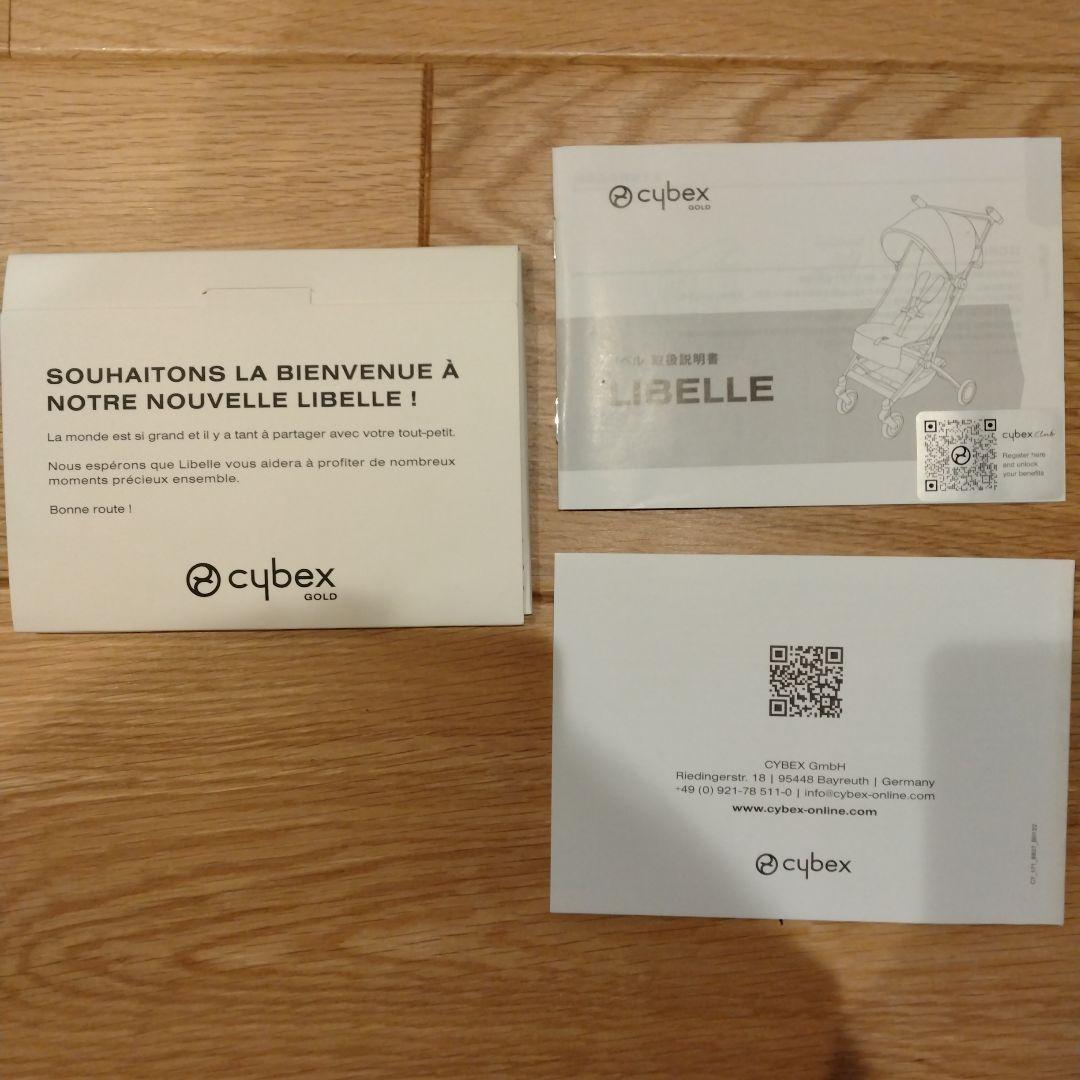 SOUHAITONS LA BIENVENUE À
NOTRE NOUVELLE LIBELLE !
La monde est si grand et il y a tant à partager avec votre tout-petit.
Nous espérons que Libelle vous aidera à profiter de nombreux
moments précieux ensemble.
Bonne route !
cybex
GOLD
cybex
GOLD
ベル 取扱説明書
LIBELLE
cybex Club
Register here
and unlock
your benefits
CYBEX GmbH
Riedingerstr. 18 | 95448 Bayreuth | Germany
+49 (0) 921-78 511-0 | info@cybex-online.com
www.cybex-online.com
cybex